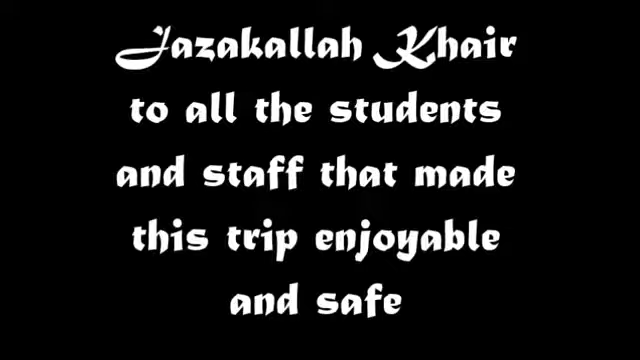 Jazakallah Khair
to all the students
and staff that made
this trip enjoyable
and safe